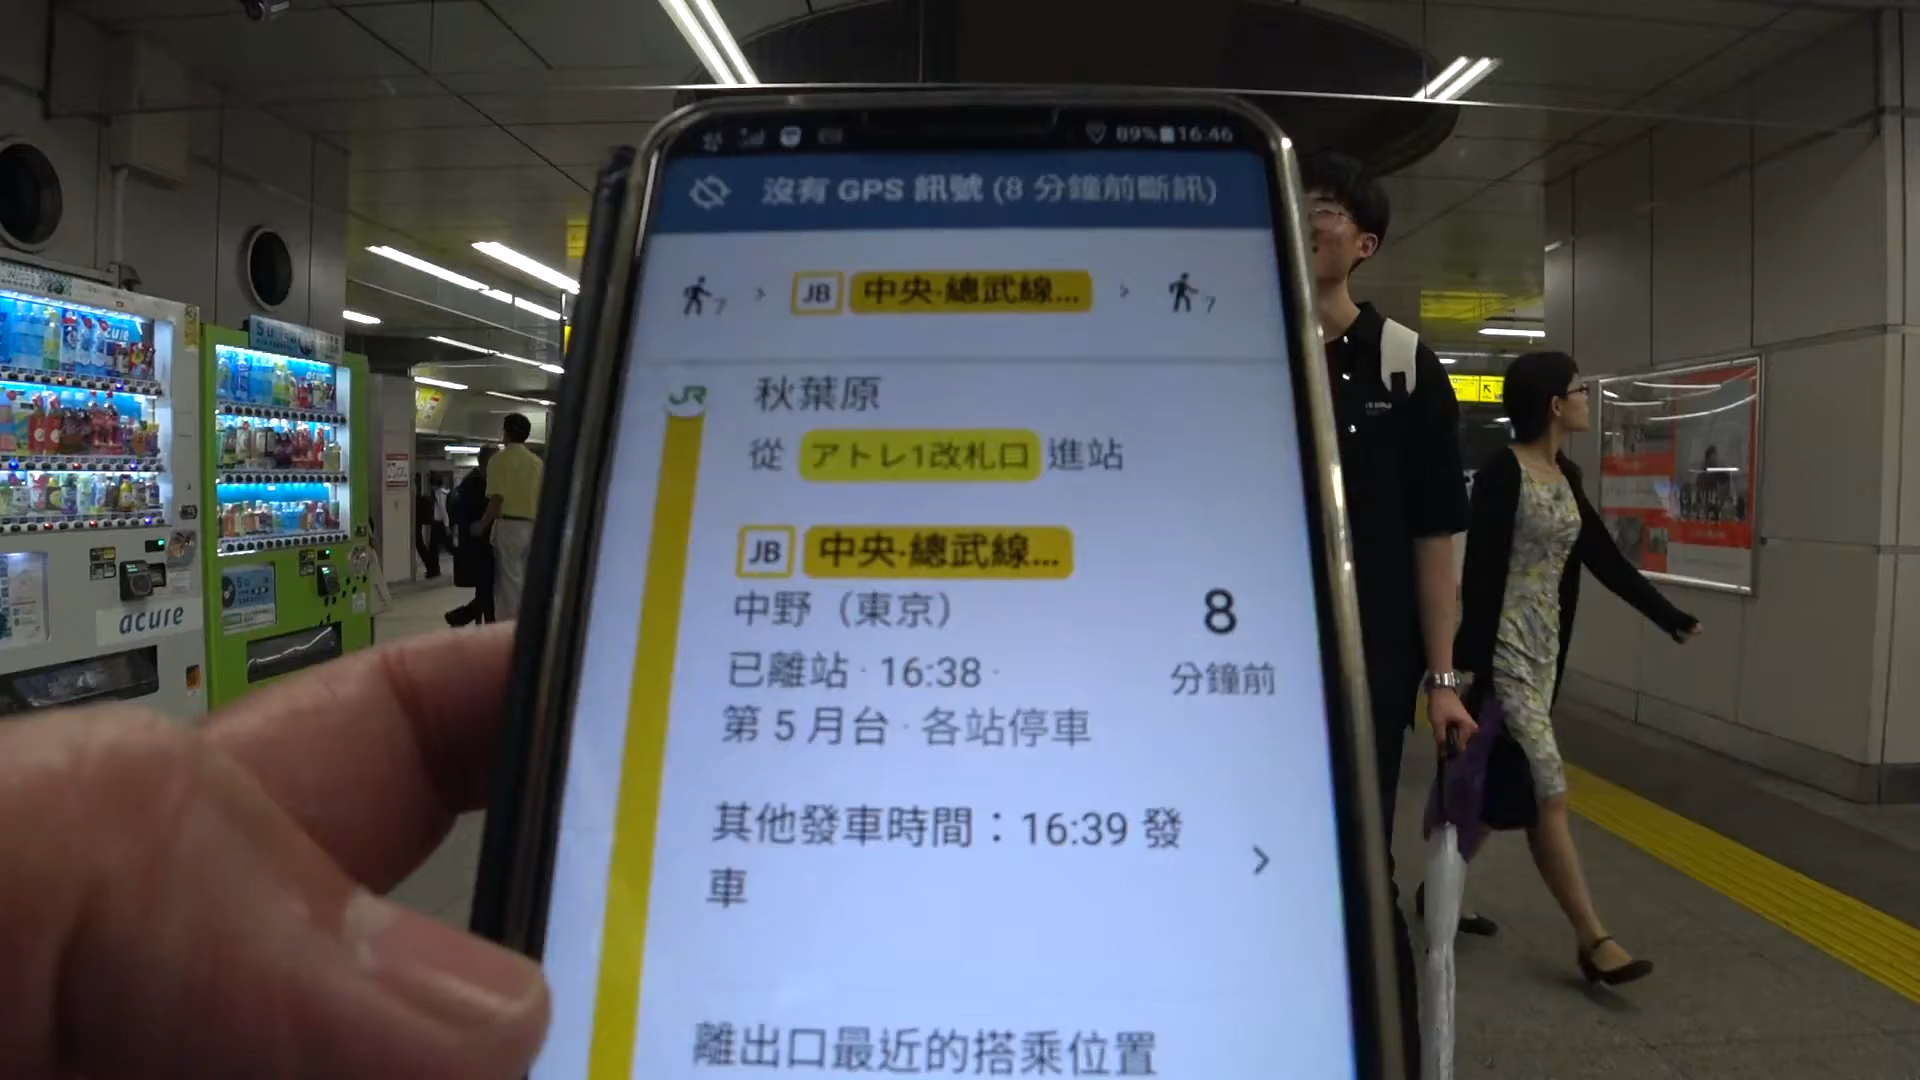 89% 16:46
沒有 GPS 訊號 (8 分鐘前斷訊)
7 › JB 中央·總武線... › 7
JR 秋葉原
從 アトレ1改札口 進站
JB 中央·總武線...
中野（東京）
8
已離站 · 16:38 ·
分鐘前
第 5 月台 · 各站停車
其他發車時間：16:39 發
車
離出口最近的搭乘位置
acure